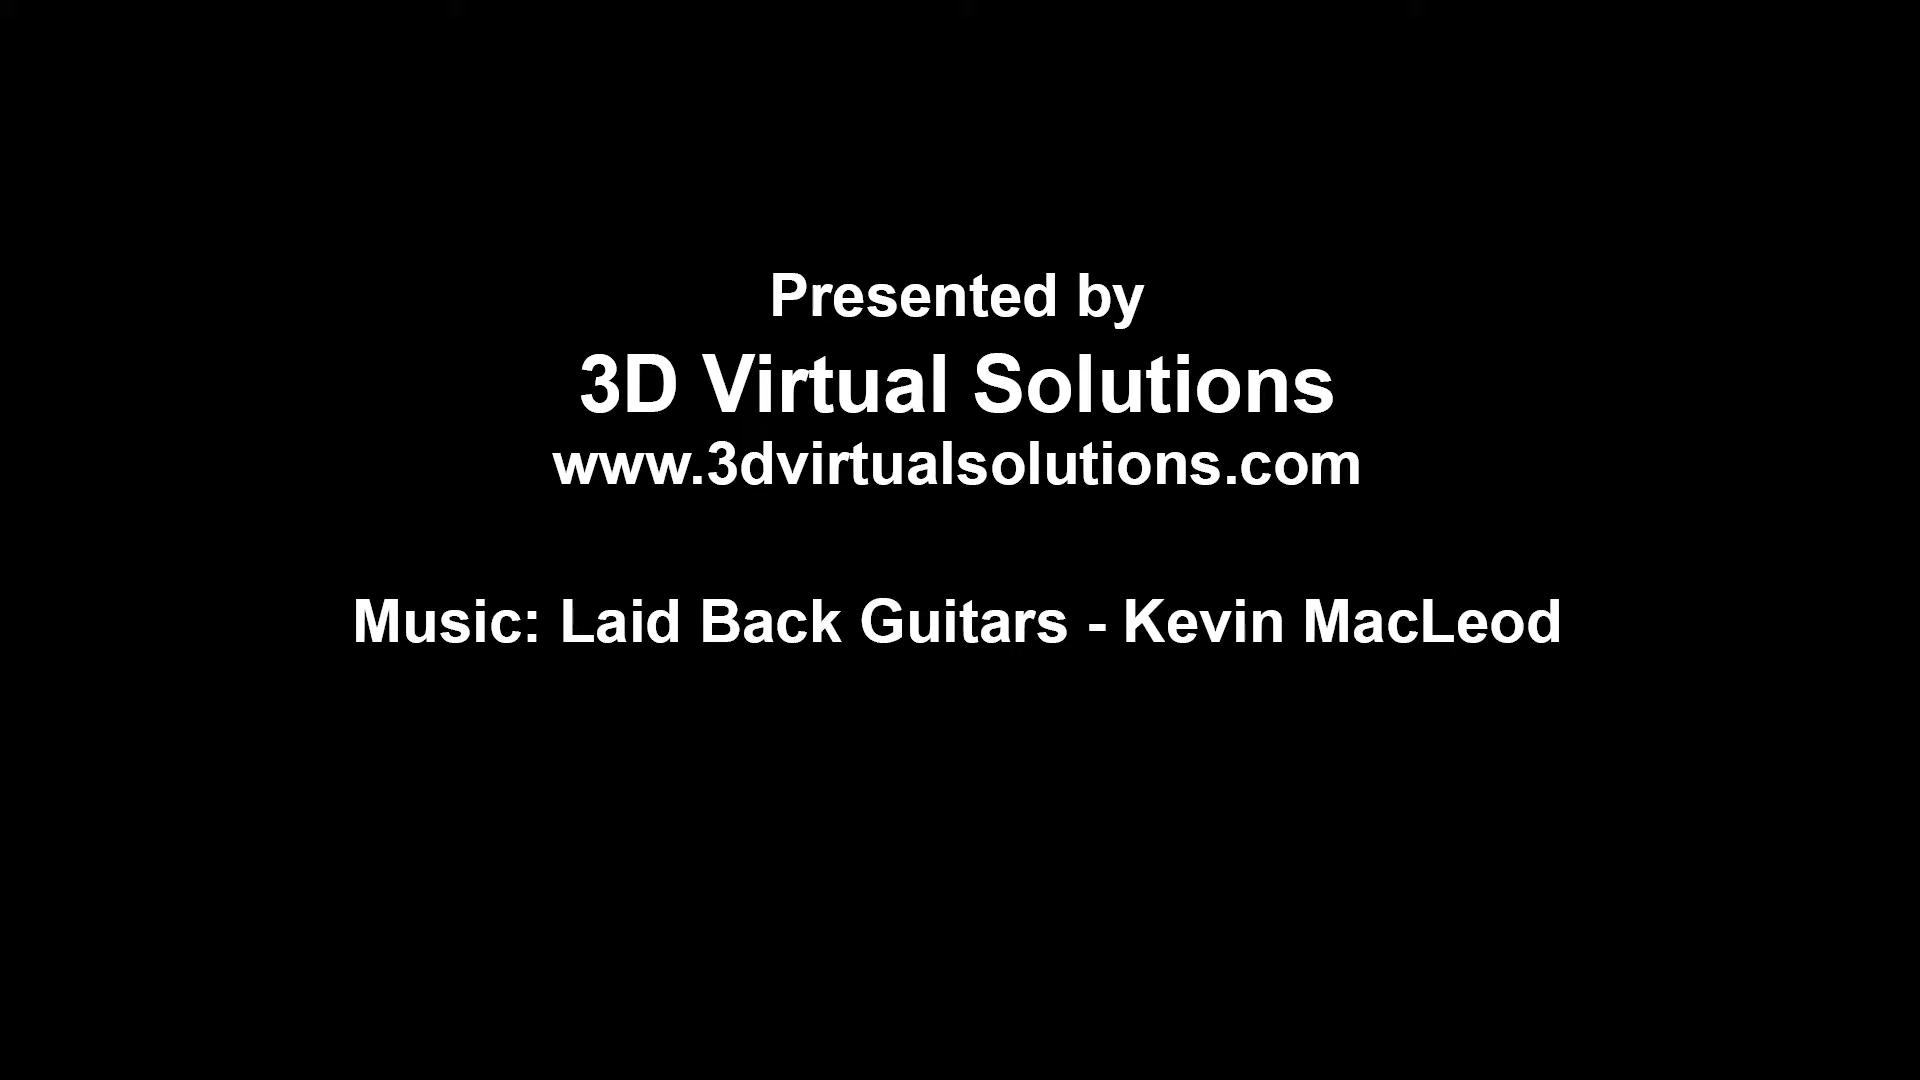 Presented by
3D Virtual Solutions
www.3dvirtualsolutions.com
Music: Laid Back Guitars - Kevin MacLeod